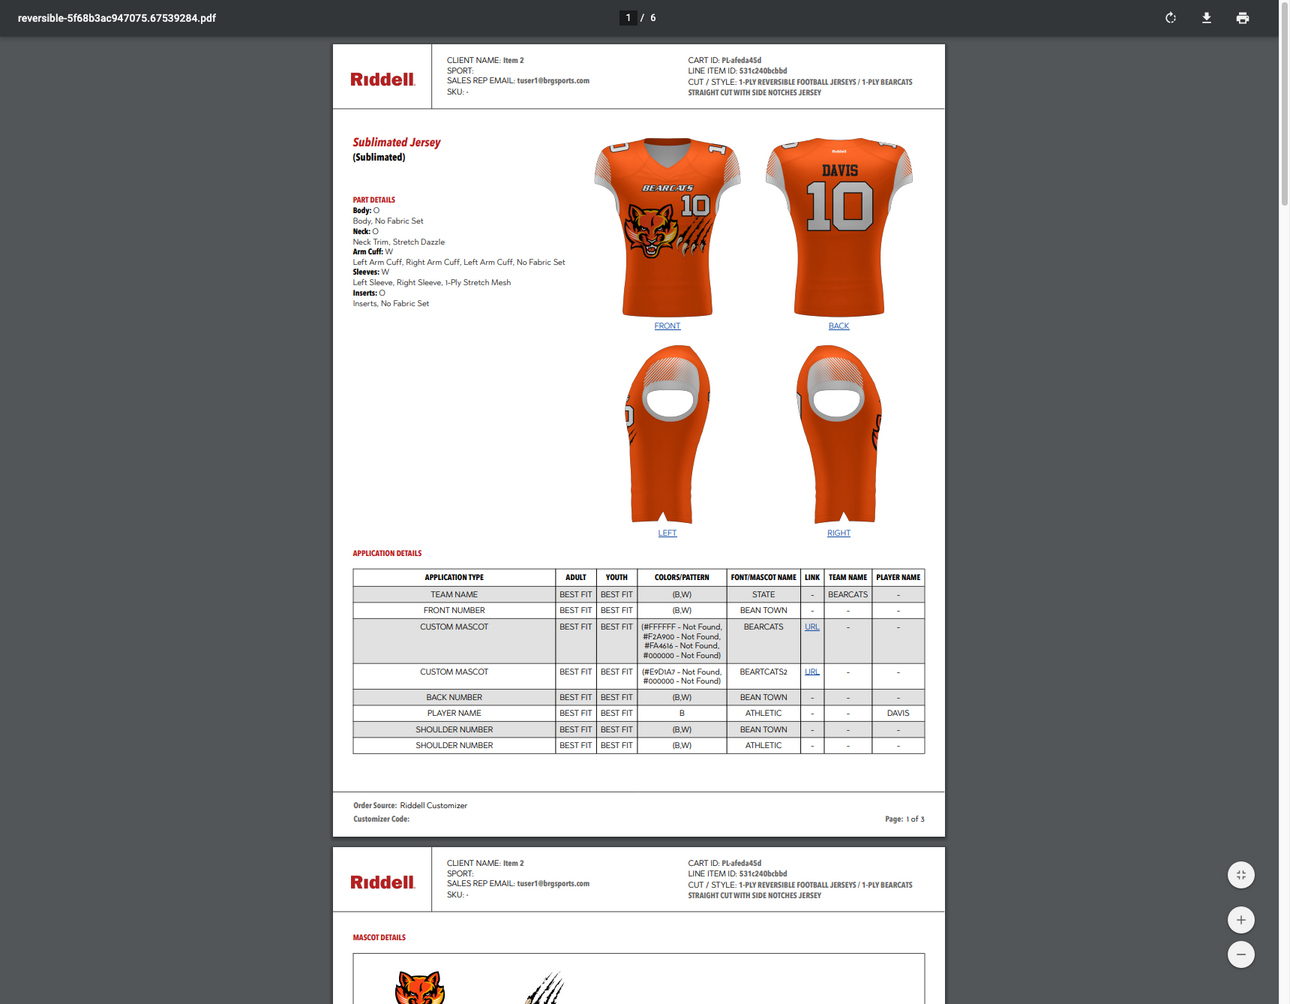 reversible-5f68b3ac947075.67539284.pdf
1 / 6
Riddell
CLIENT NAME: Item 2
SPORT:
SALES REP EMAIL: tuser1@brgsports.com
SKU: -
CART ID: PL-afeda45d
LINE ITEM ID: 531c240bcbbd
CUT / STYLE: 1-PLY REVERSIBLE FOOTBALL JERSEYS / 1-PLY BEARCATS
STRAIGHT CUT WITH SIDE NOTCHES JERSEY
Sublimated Jersey
(Sublimated)
PART DETAILS
Body: O
Body, No Fabric Set
Neck: O
Neck Trim, Stretch Dazzle
Arm Cuff: W
Left Arm Cuff, Right Arm Cuff, Left Arm Cuff, No Fabric Set
Sleeves: W
Left Sleeve, Right Sleeve, 1-Ply Stretch Mesh
Inserts: O
Inserts, No Fabric Set
BEARCATS
10
FRONT
Riddell
DAVIS
10
BACK
LEFT
RIGHT
APPLICATION DETAILS
APPLICATION TYPE ADULT YOUTH COLORS/PATTERN FONT/MASCOT NAME LINK TEAM NAME PLAYER NAME
TEAM NAME BEST FIT BEST FIT (B,W) STATE - BEARCATS -
FRONT NUMBER BEST FIT BEST FIT (B,W) BEAN TOWN - - -
CUSTOM MASCOT BEST FIT BEST FIT (#FFFFFF - Not Found, BEARCATS URL - -
#F2A900 - Not Found,
#FA4616 - Not Found,
#000000 - Not Found)
CUSTOM MASCOT BEST FIT BEST FIT (#E9D1A7 - Not Found, BEARTCATS2 URL - -
#000000 - Not Found)
BACK NUMBER BEST FIT BEST FIT (B,W) BEAN TOWN - - -
PLAYER NAME BEST FIT BEST FIT B ATHLETIC - - DAVIS
SHOULDER NUMBER BEST FIT BEST FIT (B,W) BEAN TOWN - - -
SHOULDER NUMBER BEST FIT BEST FIT (B,W) ATHLETIC - - -
Order Source: Riddell Customizer
Customizer Code:
Page: 1 of 3
Riddell
CLIENT NAME: Item 2
SPORT:
SALES REP EMAIL: tuser1@brgsports.com
SKU: -
CART ID: PL-afeda45d
LINE ITEM ID: 531c240bcbbd
CUT / STYLE: 1-PLY REVERSIBLE FOOTBALL JERSEYS / 1-PLY BEARCATS
STRAIGHT CUT WITH SIDE NOTCHES JERSEY
MASCOT DETAILS